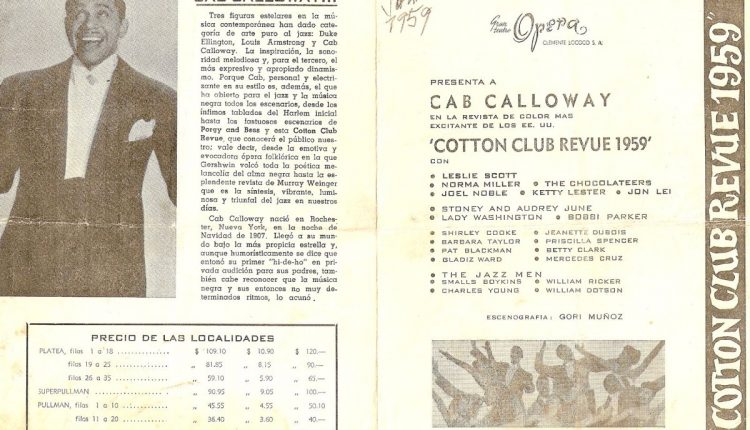 Tres figuras estelares en la mú-
sica contemporánea han dado cate-
goría de arte puro al jazz: Duke
Ellington, Louis Armstrong y Cab
Calloway. La inspiración, la so-
noridad melodiosa y, para el tercero, el
más expresivo y apropiado dinamis-
mo. Porque Cab, personal y electri-
zante en su estilo es, además, el que
ha abierto para el jazz y la música
negra todos los escenarios, desde los
ínfimos tablados del Harlem inicial
hasta los fastuosos escenarios de
Porgy and Bess y esta Cotton Club
Revue, que conocerá el público nues-
tro; vale decir, desde la emotiva y
evocadora ópera folklórica en la que
Gershwin volcó toda la poética me-
lancolía del alma negra hasta la es-
plendente revista de Murray Weinger
que es la síntesis, vibrante, lumi-
nosa y triunfal del jazz en nuestros
días.
Cab Calloway nació en Roches-
ter, Nueva York, en la noche de
Navidad de 1907. Llegó a su mun-
do bajo la más propicia estrella y,
aunque humorísticamente se dice que
entonó su primer "hi-de-ho" en pri-
vada audición para sus padres, tam-
bién cabe reconocer que la música
negra y sus entonces no muy de-
terminados ritmos, lo acunó.
PRECIO DE LAS LOCALIDADES
PLATEA, filas 1 a 18 .............. $ 109.10 $ 10.90 $ 120.—
filas 19 a 25 .............. „ 81.85 „ 8.15 „ 90.—
filas 26 a 35 .............. „ 59.10 „ 5.90 „ 65.—
SUPERPULLMAN .............. „ 90.95 „ 9.05 „ 100.—
PULLMAN, filas 1 a 10 .............. „ 45.55 „ 4.55 „ 50.10
filas 11 a 20 .............. „ 36.40 „ 3.60 „ 40.—
1959
Gran Teatro Opera
CLEMENTE LOCOCO S. A.
PRESENTA A
CAB CALLOWAY
EN LA REVISTA DE COLOR MAS
EXCITANTE DE LOS EE. UU.
'COTTON CLUB REVUE 1959'
CON
● LESLIE SCOTT
● NORMA MILLER ● THE CHOCOLATEERS
● JOEL NOBLE ● KETTY LESTER ● JON LEI
● STONEY AND AUDREY JUNE
● LADY WASHINGTON ● BOBBI PARKER
● SHIRLEY COOKE ● JEANETTE DUBOIS
● BARBARA TAYLOR ● PRISCILLA SPENCER
● PAT BLACKMAN ● BETTY CLARK
● GLADIZ WARD ● MERCEDES CRUZ
● THE JAZZ MEN
● SMALLS BOYKINS ● WILLIAM RICKER
● CHARLES YOUNG ● WILLIAM DOTSON
ESCENOGRAFIA: GORI MUÑOZ
COTTON CLUB REVUE 1959"